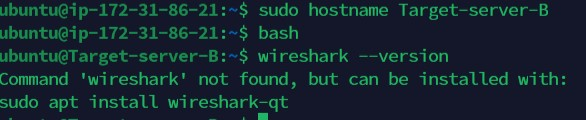 ubuntu@ip-172-31-86-21:~$ sudo hostname Target-server-B
ubuntu@ip-172-31-86-21:~$ bash
ubuntu@Target-server-B:~$ wireshark --version
Command 'wireshark' not found, but can be installed with:
sudo apt install wireshark-qt